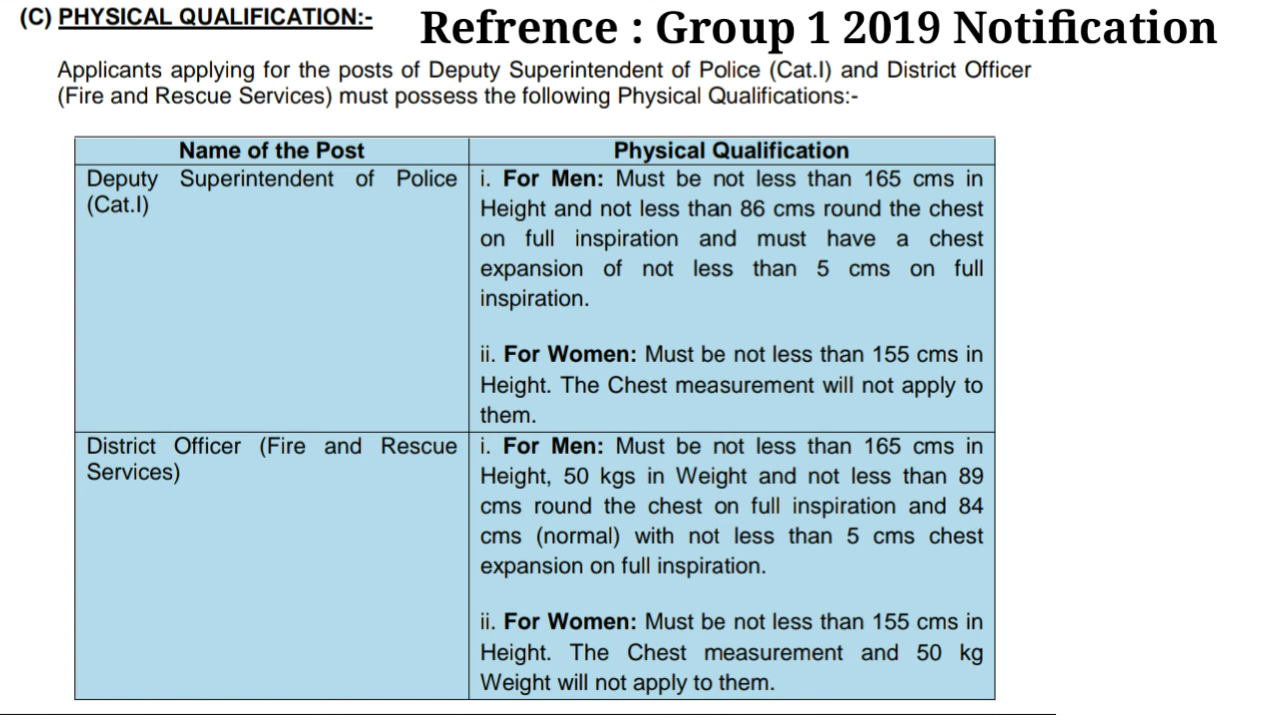 (C) PHYSICAL QUALIFICATION:-
Refrence : Group 1 2019 Notification
Applicants applying for the posts of Deputy Superintendent of Police (Cat.I) and District Officer
(Fire and Rescue Services) must possess the following Physical Qualifications:-
Name of the Post
Physical Qualification
Deputy Superintendent of Police
(Cat.I)
i. For Men: Must be not less than 165 cms in
Height and not less than 86 cms round the chest
on full inspiration and must have a chest
expansion of not less than 5 cms on full
inspiration.
ii. For Women: Must be not less than 155 cms in
Height. The Chest measurement will not apply to
them.
District Officer (Fire and Rescue
Services)
i. For Men: Must be not less than 165 cms in
Height, 50 kgs in Weight and not less than 89
cms round the chest on full inspiration and 84
cms (normal) with not less than 5 cms chest
expansion on full inspiration.
ii. For Women: Must be not less than 155 cms in
Height. The Chest measurement and 50 kg
Weight will not apply to them.